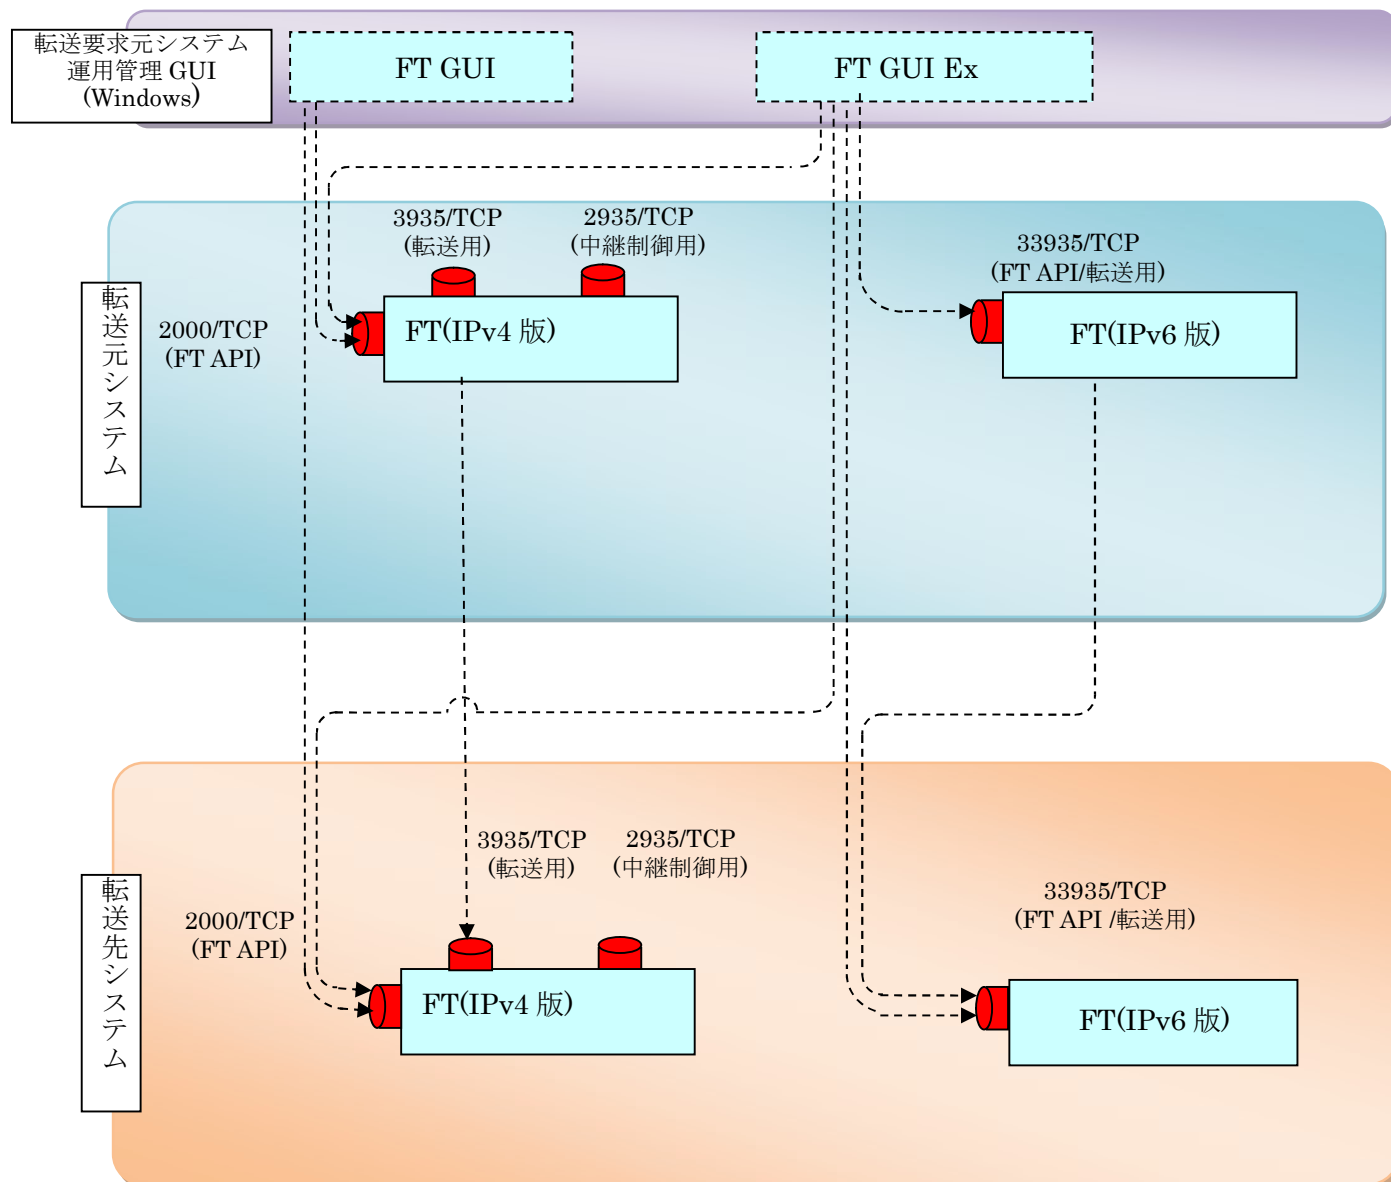 転送要求元システム
運用管理 GUI
(Windows)
FT GUI
FT GUI Ex
転送元システム
3935/TCP
(転送用)
2935/TCP
(中継制御用)
33935/TCP
(FT API/転送用)
2000/TCP
(FT API)
FT(IPv4 版)
FT(IPv6 版)
転送先システム
3935/TCP
(転送用)
2935/TCP
(中継制御用)
33935/TCP
(FT API /転送用)
2000/TCP
(FT API)
FT(IPv4 版)
FT(IPv6 版)